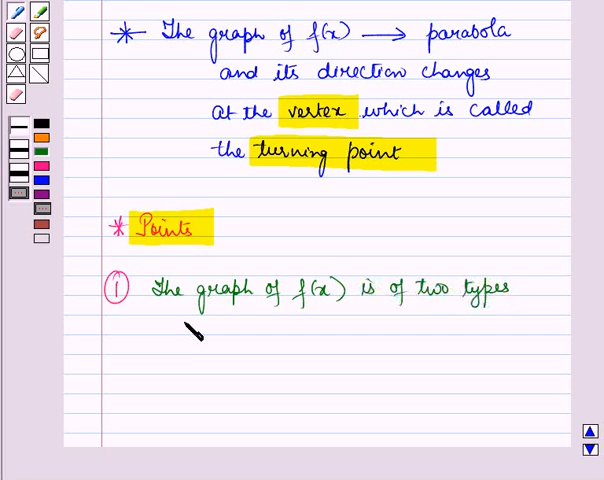 * The graph of f(x) → parabola
and its direction changes
at the vertex which is called
the turning point
* Points
① The graph of f(x) is of two types